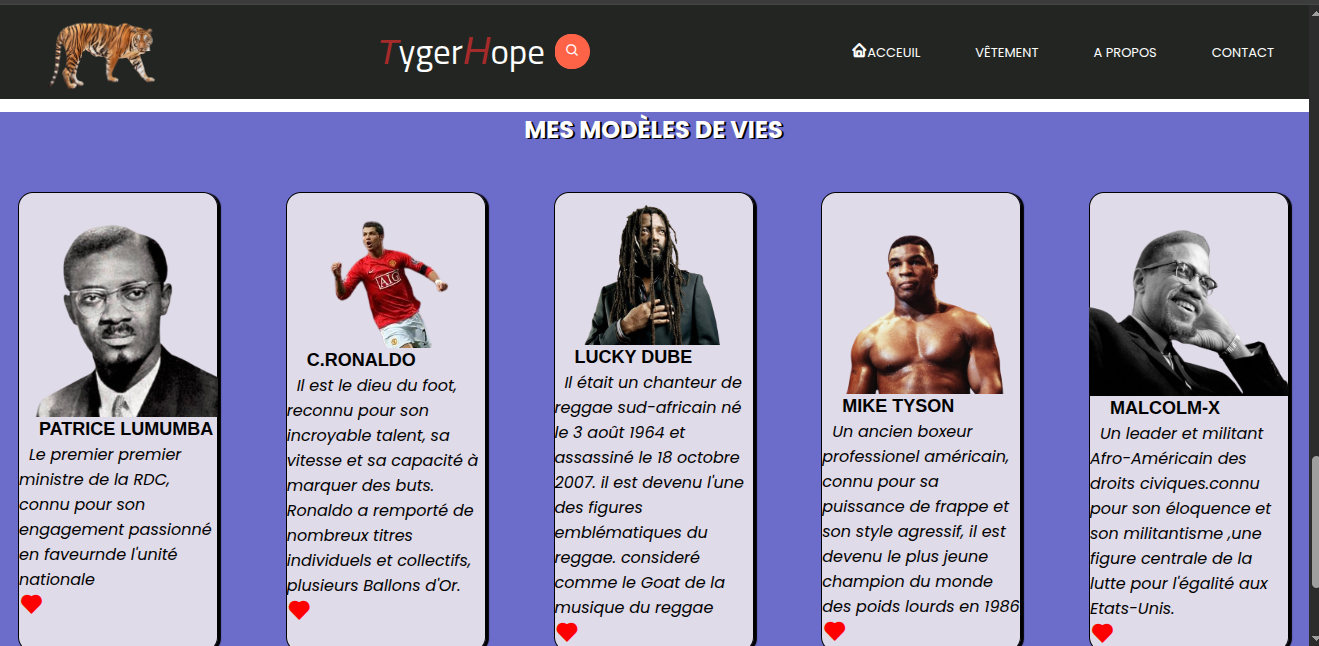 TygerHope
ACCEUIL
VÊTEMENT
A PROPOS
CONTACT
MES MODÈLES DE VIES
PATRICE LUMUMBA
Le premier premier
ministre de la RDC,
connu pour son
engagement passionné
en faveurnde l'unité
nationale
AIG
C.RONALDO
Il est le dieu du foot,
reconnu pour son
incroyable talent, sa
vitesse et sa capacité à
marquer des buts.
Ronaldo a remporté de
nombreux titres
individuels et collectifs,
plusieurs Ballons d'Or.
LUCKY DUBE
Il était un chanteur de
reggae sud-africain né
le 3 août 1964 et
assassiné le 18 octobre
2007. il est devenu l'une
des figures
emblématiques du
reggae. consideré
comme le Goat de la
musique du reggae
MIKE TYSON
Un ancien boxeur
professionel américain,
connu pour sa
puissance de frappe et
son style agressif, il est
devenu le plus jeune
champion du monde
des poids lourds en 1986
MALCOLM-X
Un leader et militant
Afro-Américain des
droits civiques.connu
pour son éloquence et
son militantisme ,une
figure centrale de la
lutte pour l'égalité aux
Etats-Unis.